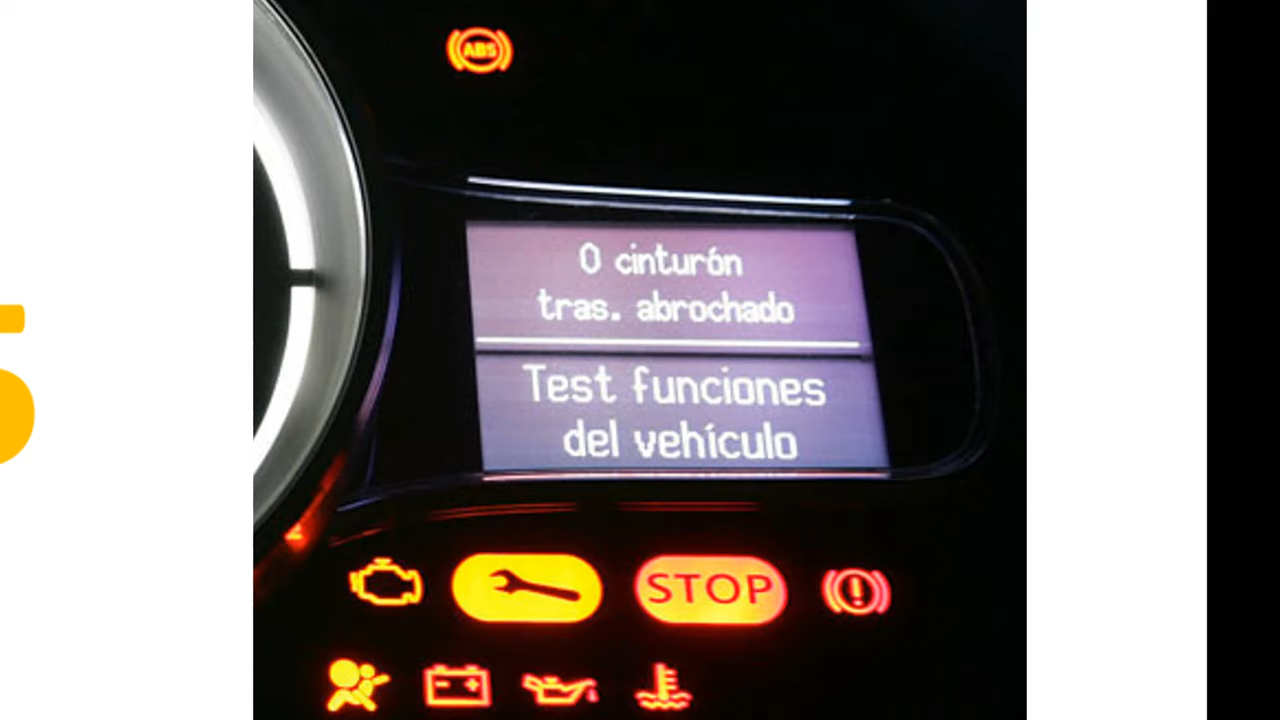 ABS
0 cinturón
tras. abrochado
Test funciones
del vehículo
STOP